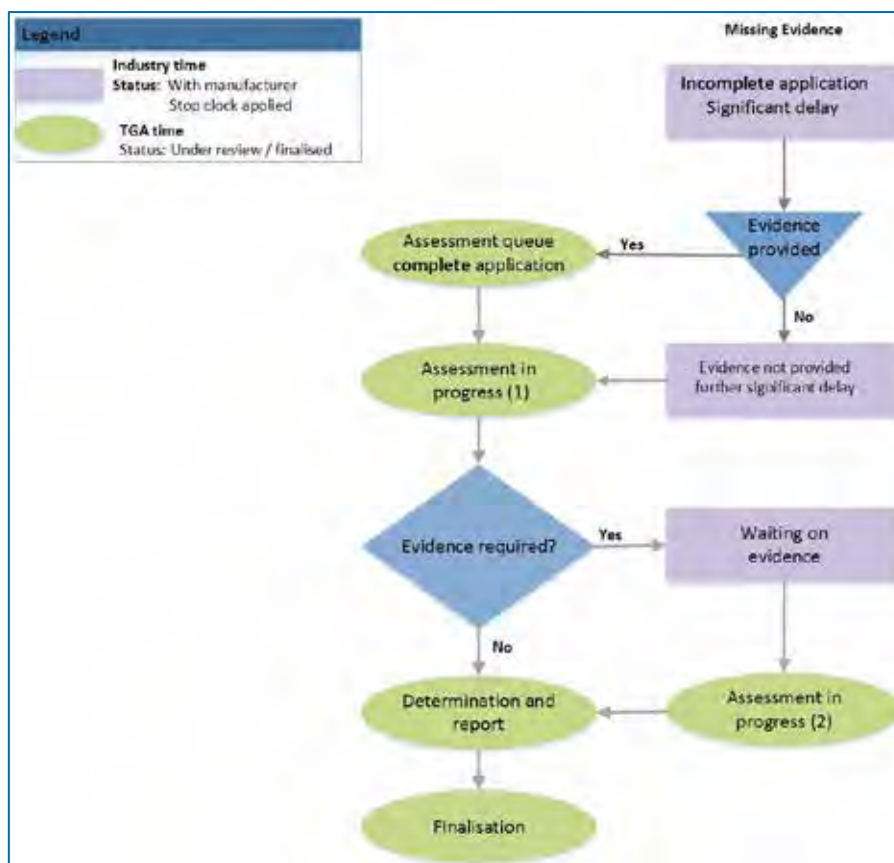 Legend
Industry time
Status: With manufacturer
Stop clock applied
TGA time
Status: Under review / finalised
Missing Evidence
Incomplete application
Significant delay
Evidence
provided
Yes
Assessment queue
complete application
No
Evidence not provided
further significant delay
Assessment in
progress (1)
Evidence required?
Yes
Waiting on
evidence
No
Determination and
report
Assessment in
progress (2)
Finalisation